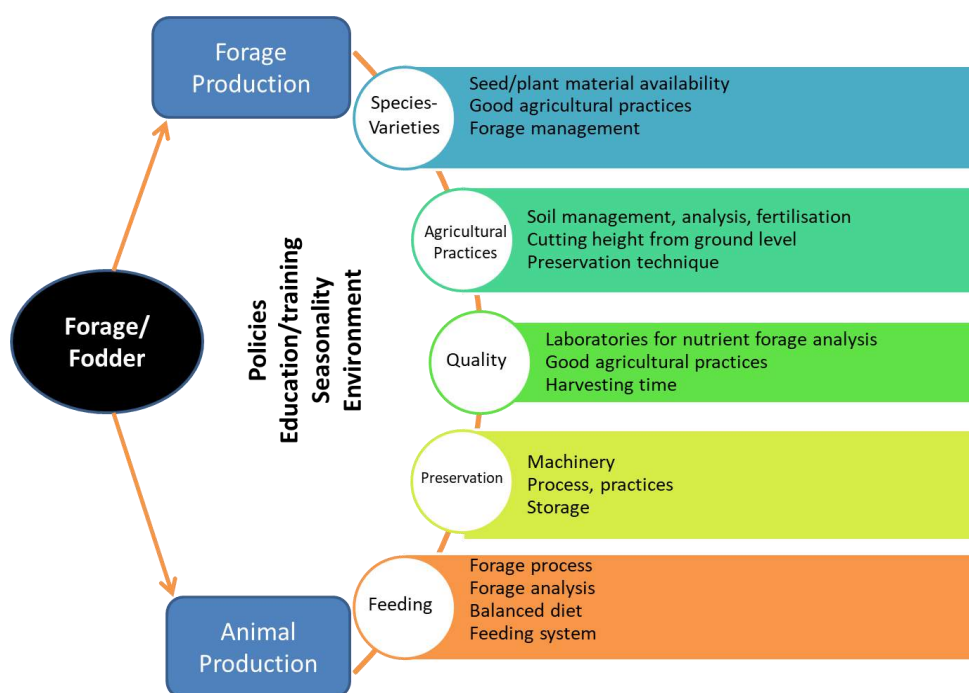 Forage
Production
Species-
Varieties
Seed/plant material availability
Good agricultural practices
Forage management
Agricultural
Practices
Soil management, analysis, fertilisation
Cutting height from ground level
Preservation technique
Forage/
Fodder
Policies
Education/training
Seasonality
Environment
Quality
Laboratories for nutrient forage analysis
Good agricultural practices
Harvesting time
Preservation
Machinery
Process, practices
Storage
Feeding
Forage process
Forage analysis
Balanced diet
Feeding system
Animal
Production